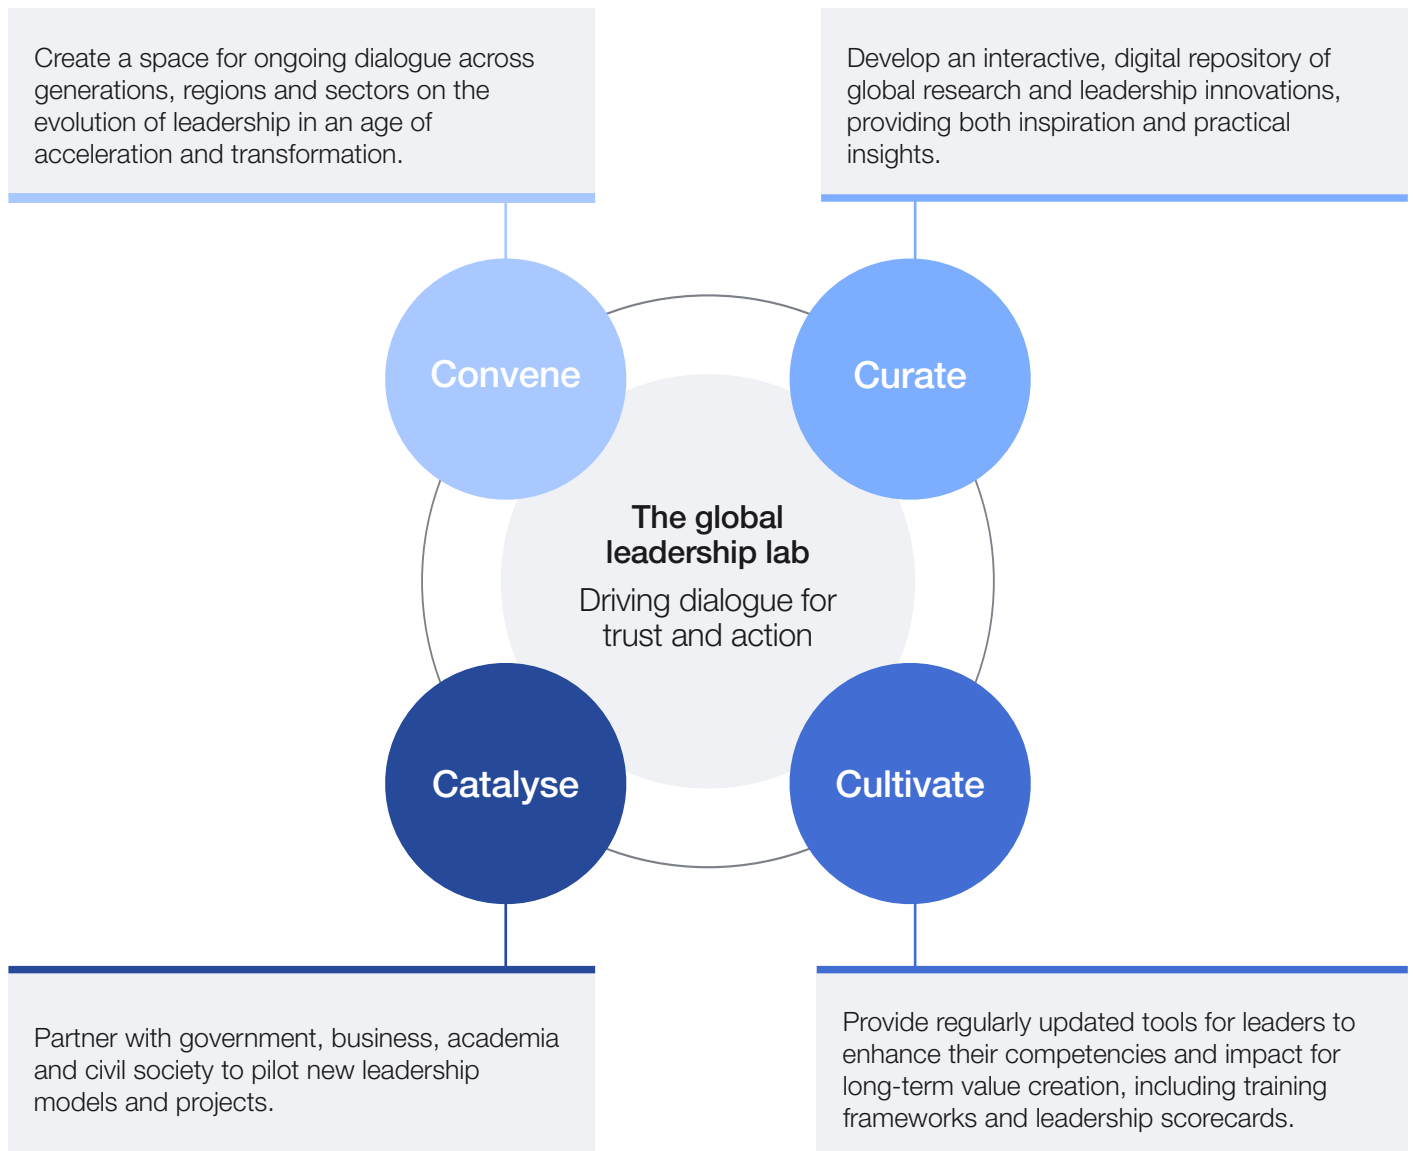 Create a space for ongoing dialogue across
generations, regions and sectors on the
evolution of leadership in an age of
acceleration and transformation.
Develop an interactive, digital repository of
global research and leadership innovations,
providing both inspiration and practical
insights.
Convene
Curate
The global
leadership lab
Driving dialogue for
trust and action
Catalyse
Cultivate
Partner with government, business, academia
and civil society to pilot new leadership
models and projects.
Provide regularly updated tools for leaders to
enhance their competencies and impact for
long-term value creation, including training
frameworks and leadership scorecards.